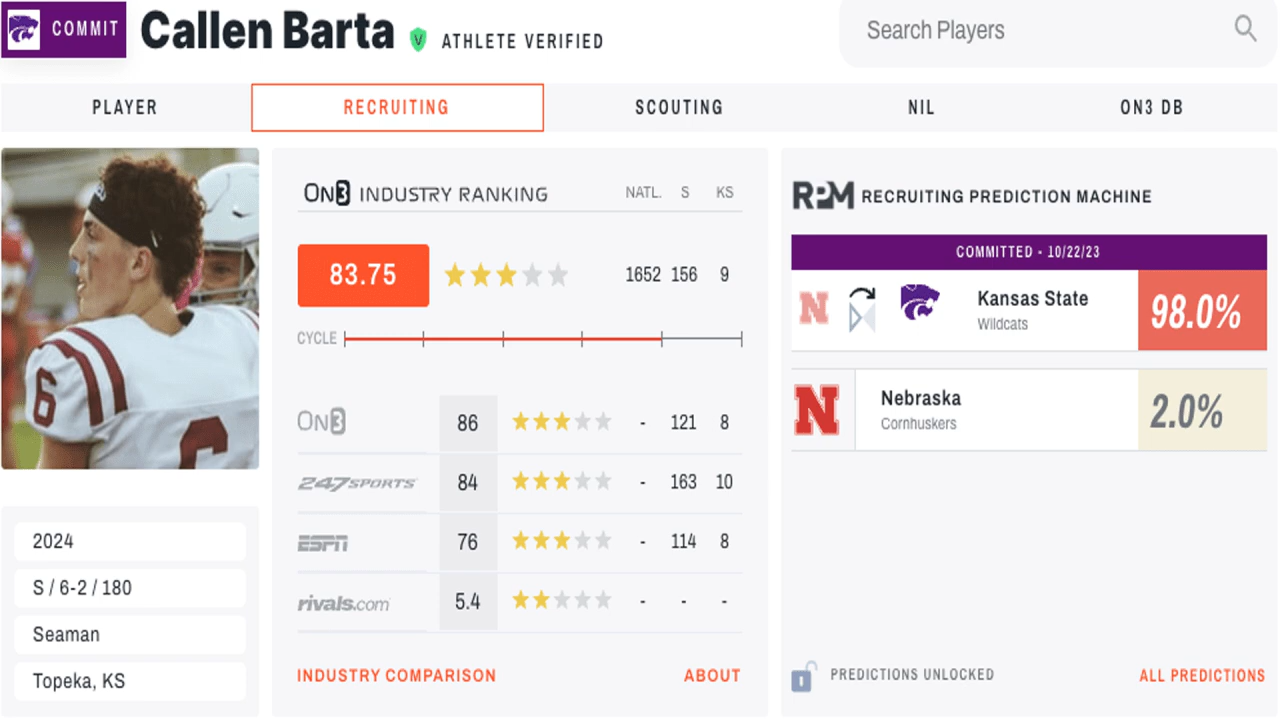 COMMIT
Callen Barta
V
ATHLETE VERIFIED
Search Players
PLAYER
RECRUITING
SCOUTING
NIL
ON3 DB
6
2024
S / 6-2 / 180
Seaman
Topeka, KS
ON3 INDUSTRY RANKING NATL. S KS
83.75 1652 156 9
CYCLE
ON3 86 - 121 8
247SPORTS 84 - 163 10
ESPN 76 - 114 8
rivals.com 5.4 - - -
INDUSTRY COMPARISON ABOUT
RPM RECRUITING PREDICTION MACHINE
COMMITTED - 10/22/23
N Kansas State 98.0%
Wildcats
N Nebraska 2.0%
Cornhuskers
PREDICTIONS UNLOCKED ALL PREDICTIONS